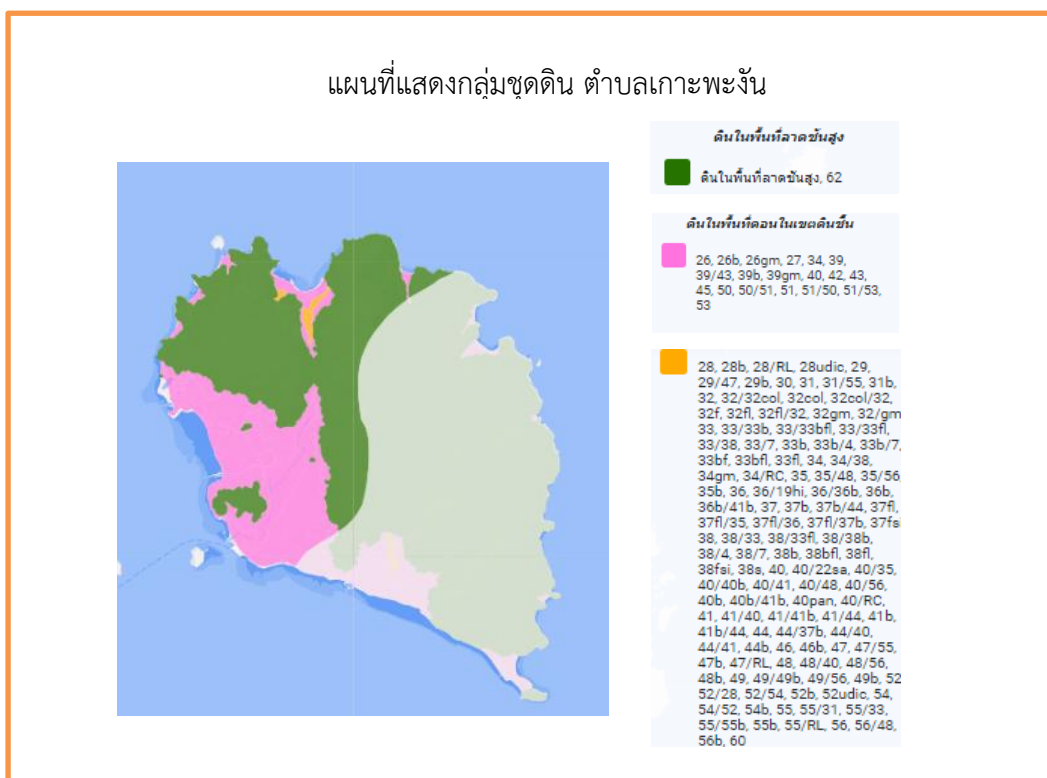 แผนที่แสดงกลุ่มชุดดิน ตำบลเกาะพะงัน
ดินในพื้นที่ลาดชันสูง
ดินในพื้นที่ลาดชันสูง, 62
ดินในพื้นที่ดอนในเขตดินชื้น
26, 26b, 26gm, 27, 34, 39,
39/43, 39b, 39gm, 40, 42, 43,
45, 50, 50/51, 51, 51/50, 51/53,
53
28, 28b, 28/RL, 28udic, 29,
29/47, 29b, 30, 31, 31/55, 31b,
32, 32/32col, 32col, 32col/32,
32f, 32fl, 32fl/32, 32gm, 32/gm
33, 33/33b, 33/33bfl, 33/33fl,
33/38, 33/7, 33b, 33b/4, 33b/7,
33bf, 33bfl, 33fl, 34, 34/38,
34gm, 34/RC, 35, 35/48, 35/56
35b, 36, 36/19hi, 36/36b, 36b,
36b/41b, 37, 37b, 37b/44, 37fl,
37fl/35, 37fl/36, 37fl/37b, 37fs
38, 38/33, 38/33fl, 38/38b,
38/4, 38/7, 38b, 38bfl, 38fl,
38fsi, 38s, 40, 40/22sa, 40/35,
40/40b, 40/41, 40/48, 40/56,
40b, 40b/41b, 40pan, 40/RC,
41, 41/40, 41/41b, 41/44, 41b,
41b/44, 44, 44/37b, 44/40,
44/41, 44b, 46, 46b, 47, 47/55,
47b, 47/RL, 48, 48/40, 48/56,
48b, 49, 49/49b, 49/56, 49b, 52
52/28, 52/54, 52b, 52udic, 54,
54/52, 54b, 55, 55/31, 55/33,
55/55b, 55b, 55/RL, 56, 56/48,
56b, 60